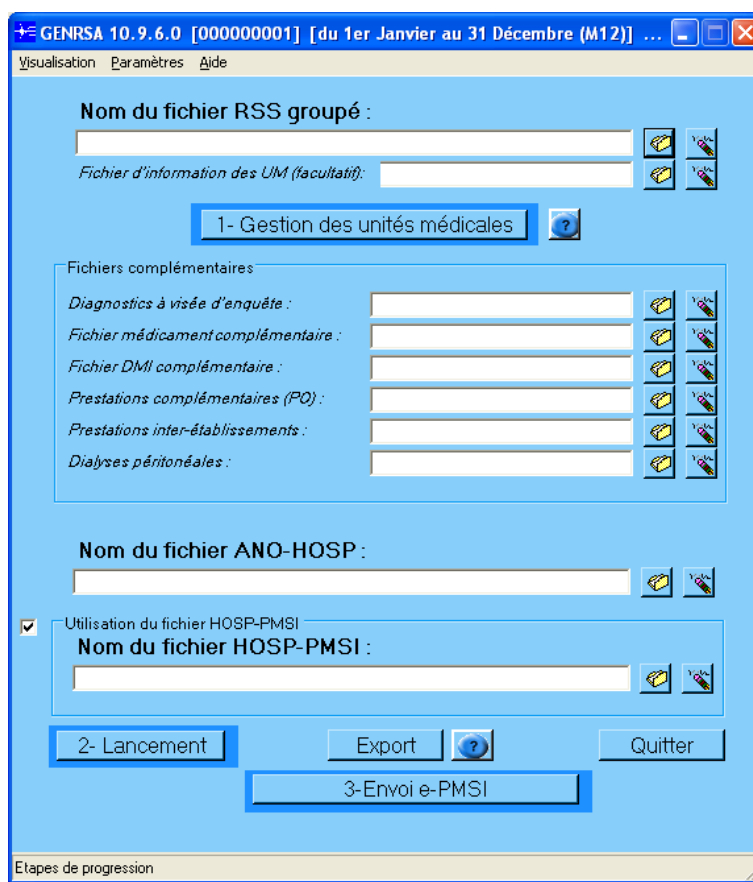 GENRSA 10.9.6.0 [000000001] [du 1er Janvier au 31 Décembre (M12)] ...
Visualisation Paramètres Aide
Nom du fichier RSS groupé :
Fichier d'information des UM (facultatif):
1- Gestion des unités médicales ?
Fichiers complémentaires
Diagnostics à visée d'enquête :
Fichier médicament complémentaire :
Fichier DMI complémentaire :
Prestations complémentaires (PO) :
Prestations inter-établissements :
Dialyses péritonéales :
Nom du fichier ANO-HOSP :
Utilisation du fichier HOSP-PMSI
Nom du fichier HOSP-PMSI :
2- Lancement Export ? Quitter
3-Envoi e-PMSI
Etapes de progression